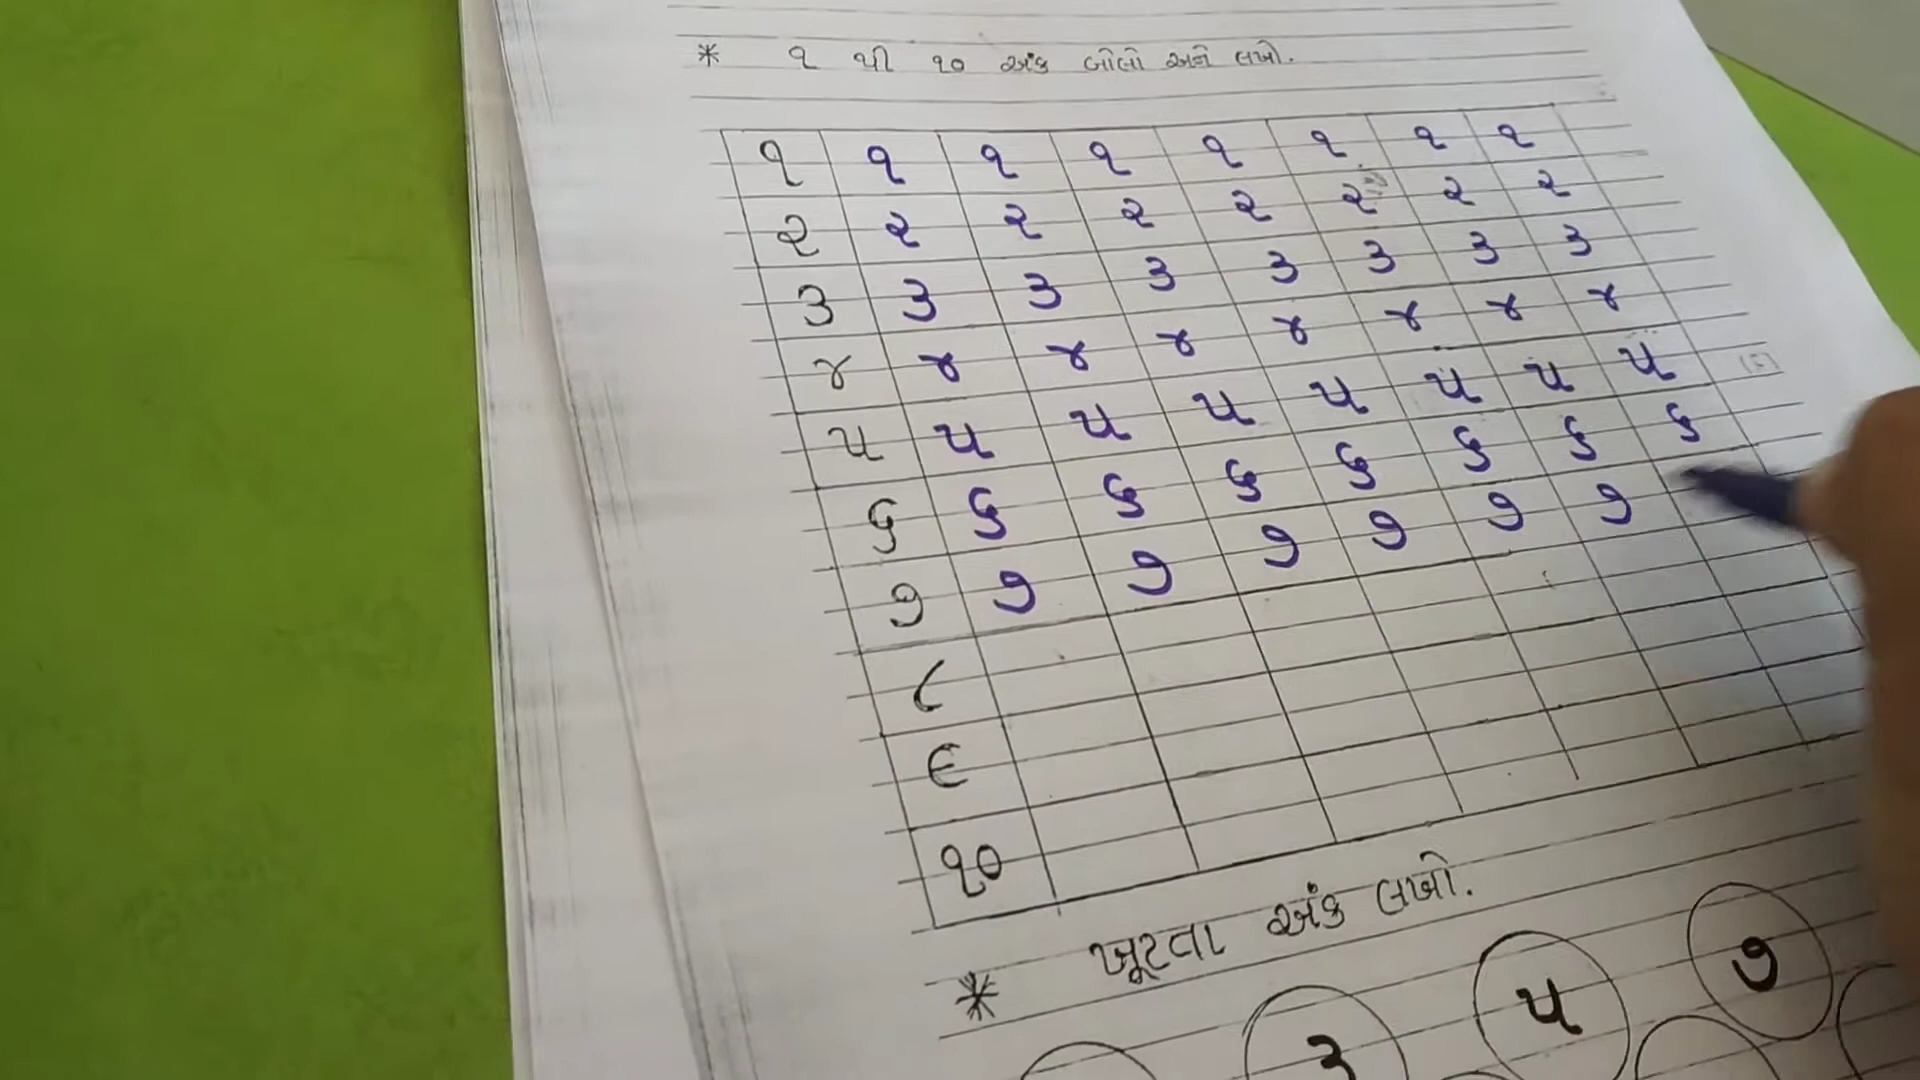 * ૧ થી ૧૦ અંક બોલો અને લખો.
૧ ૧ ૧ ૧ ૧ ૧ ૧ ૧
૨ ૨ ૨ ૨ ૨ ૨ ૨ ૨
૩ ૩ ૩ ૩ ૩ ૩ ૩ ૩
૪ ૪ ૪ ૪ ૪ ૪ ૪ ૪
૫ ૫ ૫ ૫ ૫ ૫ ૫ ૫
૬ ૬ ૬ ૬ ૬ ૬ ૬ ૬
૭ ૭ ૭ ૭ ૭ ૭ ૭
૮
૯
૧૦
* ખૂટતા અંક લખો.
૩ ૫ ૭